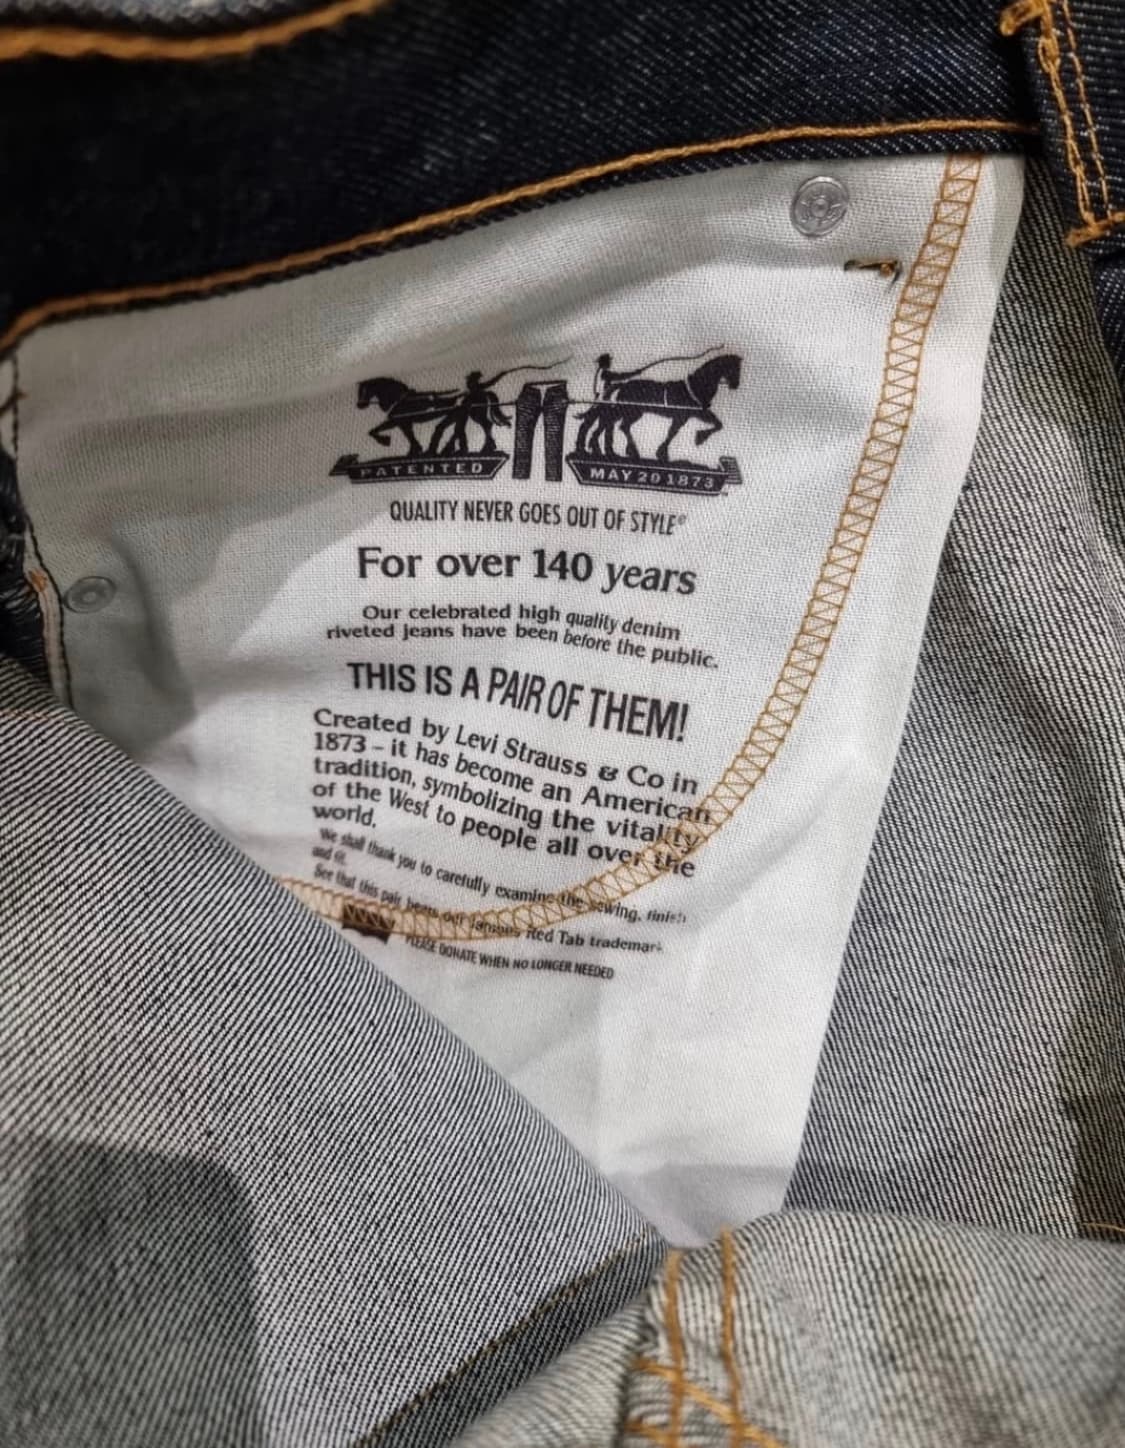 PATENTED MAY 20 1873
QUALITY NEVER GOES OUT OF STYLE®
For over 140 years
Our celebrated high quality denim
riveted jeans have been before the public.
THIS IS A PAIR OF THEM!
Created by Levi Strauss & Co in
1873 – it has become an American
tradition, symbolizing the vitality
of the West to people all over the
world.
We shall thank you to carefully examine the sewing, finish
and fit.
See that this pair bears our famous Red Tab trademark
PLEASE DONATE WHEN NO LONGER NEEDED